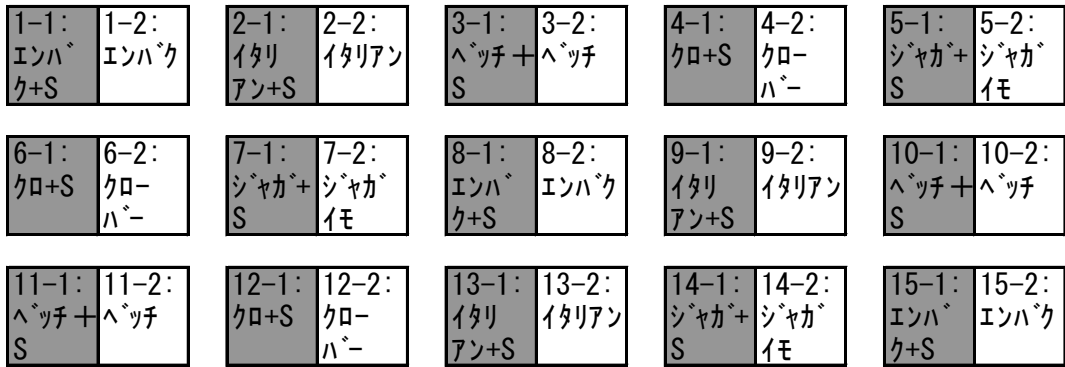 1-1:
ｴﾝﾊﾞ
ｸ+S
1-2:
ｴﾝﾊﾞｸ
2-1:
ｲﾀﾘ
ｱﾝ+S
2-2:
ｲﾀﾘｱﾝ
3-1:
ﾍﾞｯﾁ＋
S
3-2:
ﾍﾞｯﾁ
4-1:
ｸﾛ+S
4-2:
ｸﾛｰ
ﾊﾞｰ
5-1:
ｼﾞｬｶﾞ+
S
5-2:
ｼﾞｬｶﾞ
ｲﾓ
6-1:
ｸﾛ+S
6-2:
ｸﾛｰ
ﾊﾞｰ
7-1:
ｼﾞｬｶﾞ+
S
7-2:
ｼﾞｬｶﾞ
ｲﾓ
8-1:
ｴﾝﾊﾞ
ｸ+S
8-2:
ｴﾝﾊﾞｸ
9-1:
ｲﾀﾘ
ｱﾝ+S
9-2:
ｲﾀﾘｱﾝ
10-1:
ﾍﾞｯﾁ＋
S
10-2:
ﾍﾞｯﾁ
11-1:
ﾍﾞｯﾁ＋
S
11-2:
ﾍﾞｯﾁ
12-1:
ｸﾛ+S
12-2:
ｸﾛｰ
ﾊﾞｰ
13-1:
ｲﾀﾘ
ｱﾝ+S
13-2:
ｲﾀﾘｱﾝ
14-1:
ｼﾞｬｶﾞ+
S
14-2:
ｼﾞｬｶﾞ
ｲﾓ
15-1:
ｴﾝﾊﾞ
ｸ+S
15-2:
ｴﾝﾊﾞｸ